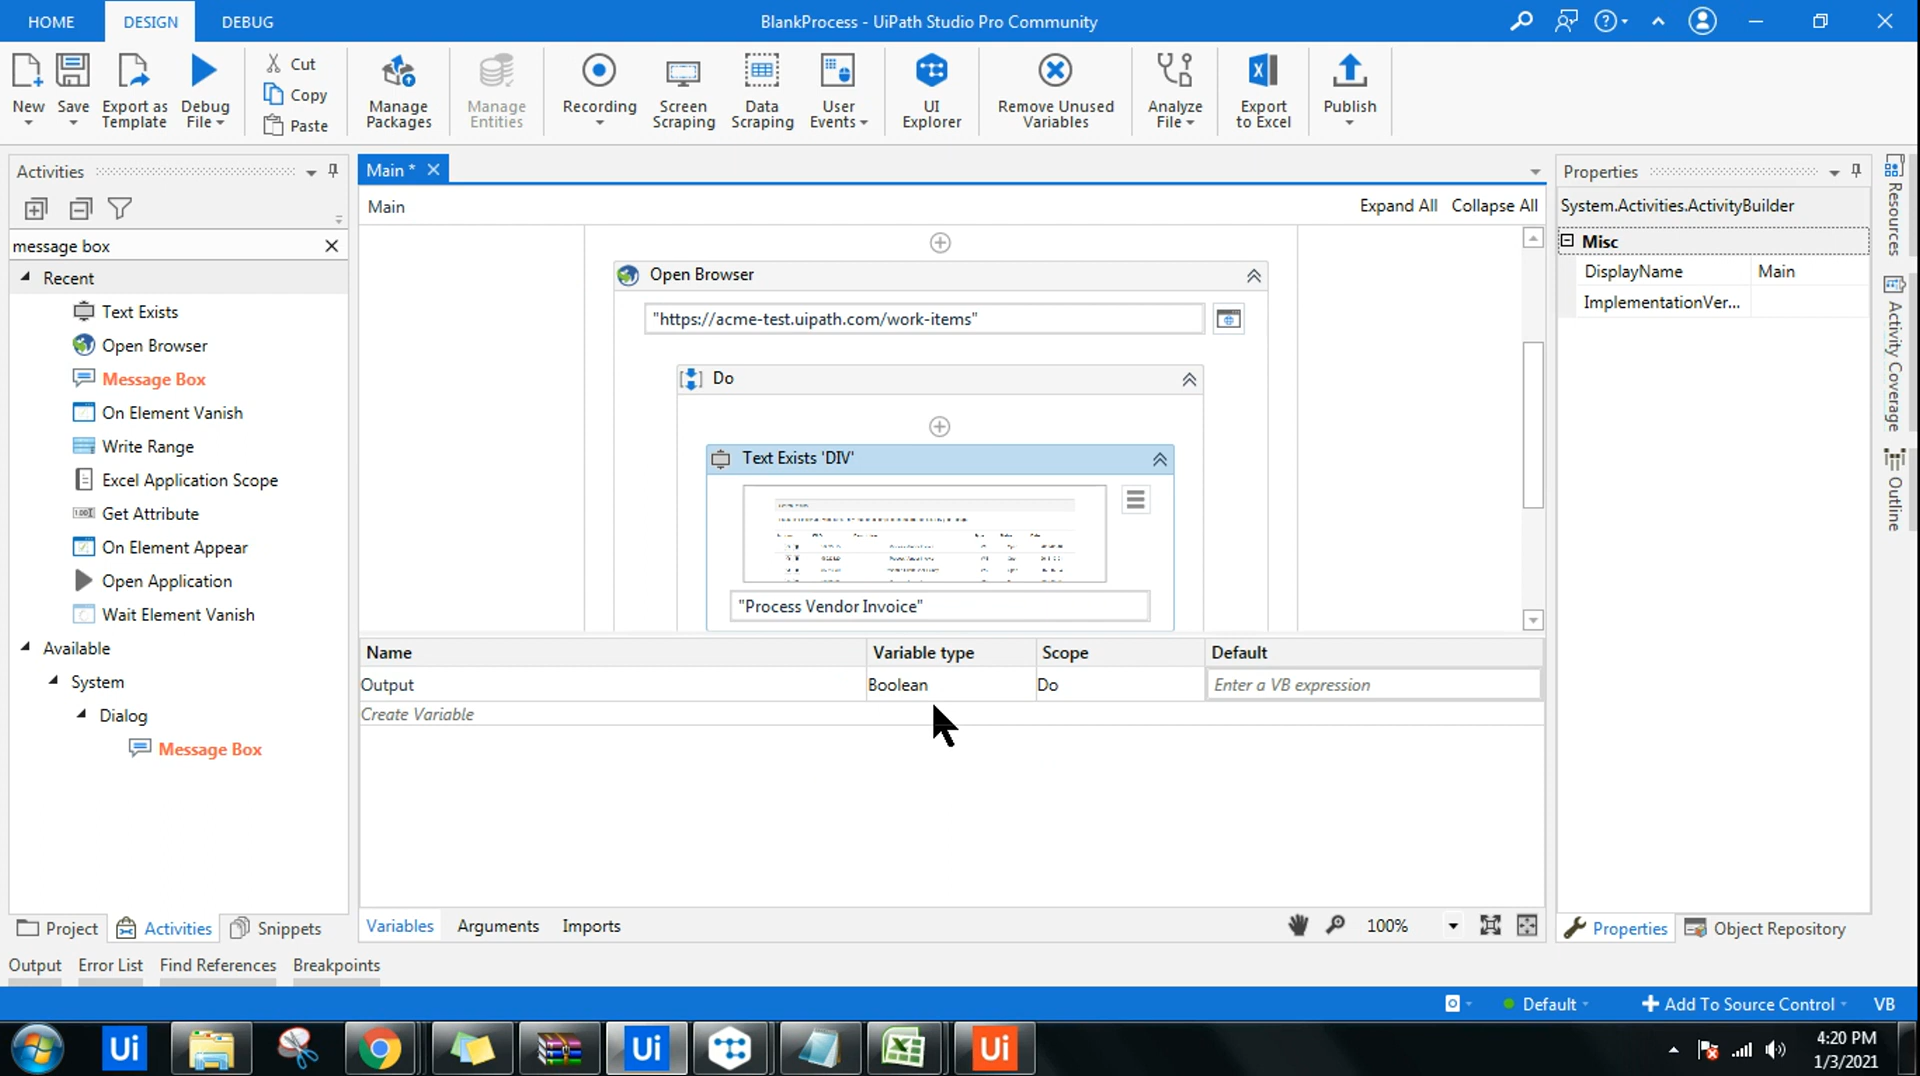 HOME DESIGN DEBUG BlankProcess - UiPath Studio Pro Community
New Save Export as Template Debug File Cut Copy Paste Manage Packages Manage Entities Recording Screen Scraping Data Scraping User Events UI Explorer Remove Unused Variables Analyze File Export to Excel Publish
Activities
message box
Recent
Text Exists
Open Browser
Message Box
On Element Vanish
Write Range
Excel Application Scope
Get Attribute
On Element Appear
Open Application
Wait Element Vanish
Available
System
Dialog
Message Box
Project Activities Snippets
Main *
Main Expand All Collapse All
Open Browser
"https://acme-test.uipath.com/work-items"
Do
Text Exists 'DIV'
"Process Vendor Invoice"
Name Variable type Scope Default
Output Boolean Do Enter a VB expression
Create Variable
Variables Arguments Imports 100%
Properties
System.Activities.ActivityBuilder
Misc
DisplayName Main
ImplementationVer...
Properties Object Repository
Resources
Activity Coverage
Outline
Output Error List Find References Breakpoints
Default Add To Source Control VB
Ui Ui Ui
4:20 PM
1/3/2021